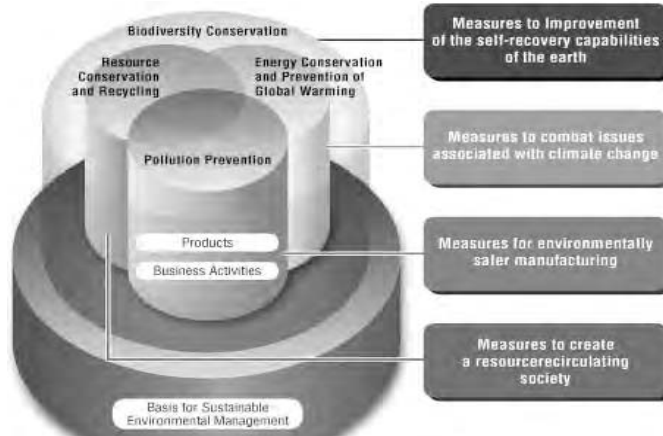 Biodiversity Conservation
Resource
Conservation
and Recycling
Energy Conservation
and Prevention of
Global Warming
Pollution Prevention
Products
Business Activities
Basis for Sustainable
Environmental Management
Measures to Improvement
of the self-recovery capabilities
of the earth
Measures to combat issues
associated with climate change
Measures for environmentally
saler manufacturing
Measures to create
a resourcerecirculating
society